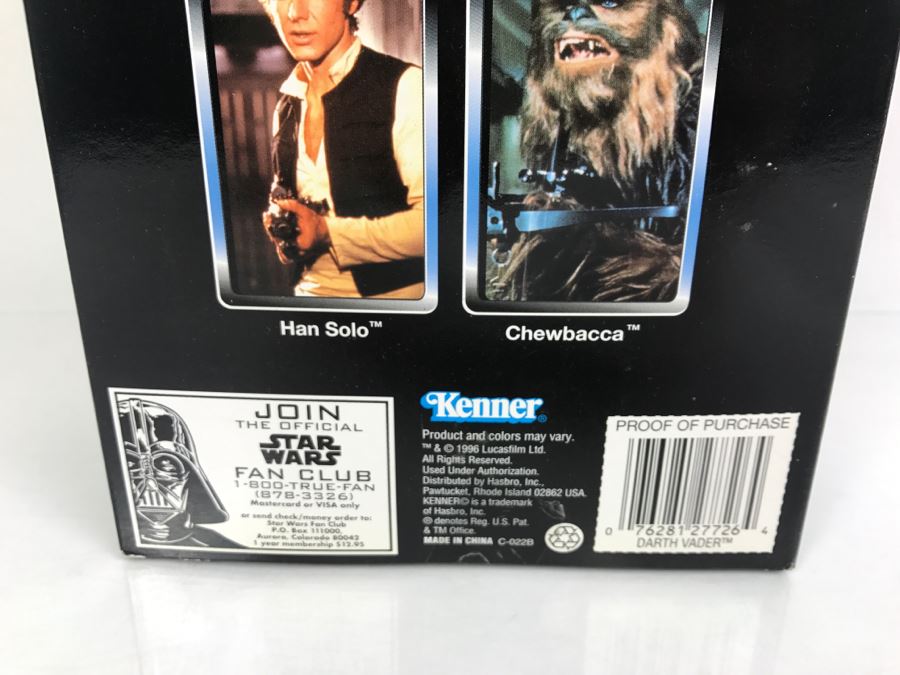 Han Solo™
Chewbacca™
JOIN
THE OFFICIAL
STAR
WARS
FAN CLUB
1-800-TRUE-FAN
(878-3326)
Mastercard or VISA only
or send check/money order to:
Star Wars Fan Club
P.O. Box 111000,
Aurora, Colorado 80042
1 year membership $12.95
Kenner®
Product and colors may vary.
™ & © 1996 Lucasfilm Ltd.
All Rights Reserved.
Used Under Authorization.
Distributed by Hasbro, Inc.,
Pawtucket, Rhode Island 02862 USA.
KENNER® is a trademark
of Hasbro, Inc.
® denotes Reg. U.S. Pat.
& TM Office.
MADE IN CHINA C-022B
PROOF OF PURCHASE
0 76281 27726 4
DARTH VADER™